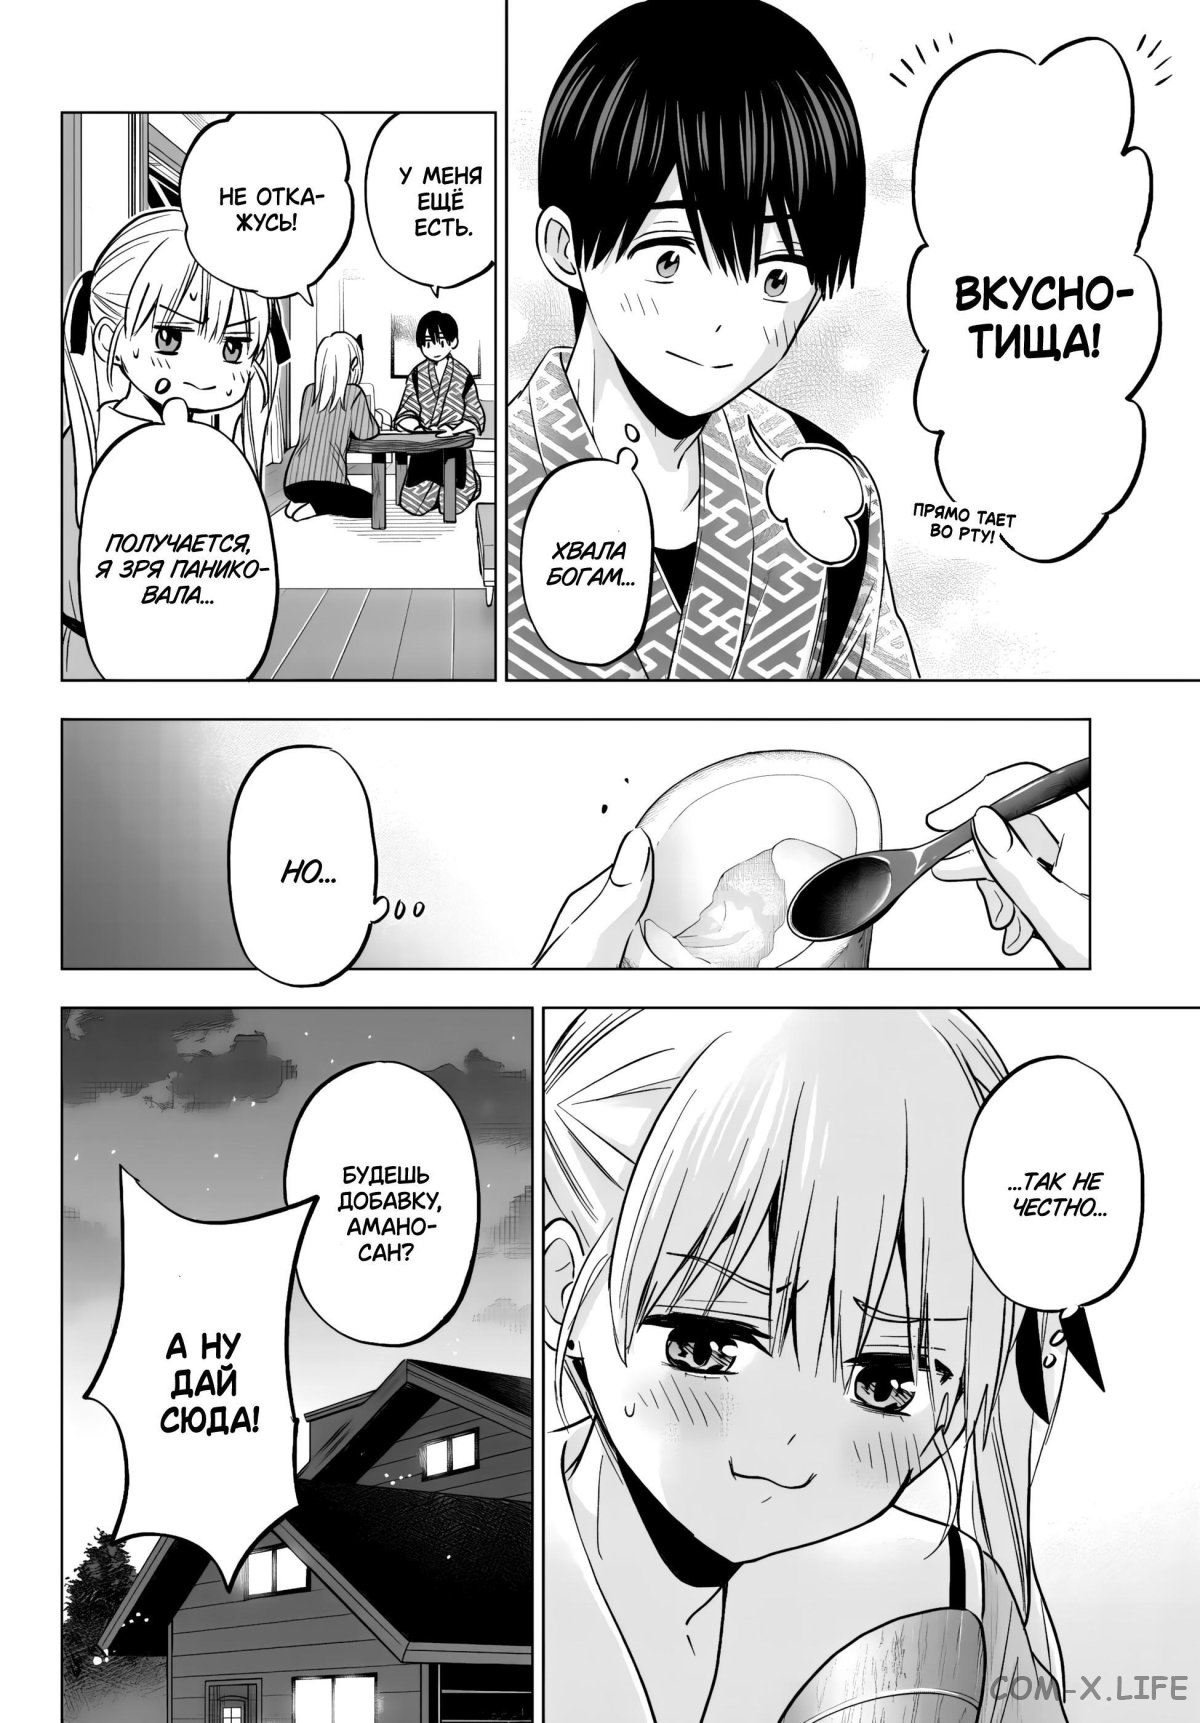 ВКУСНО-
ТИЩА!
ПРЯМО ТАЕТ
ВО РТУ!
ХВАЛА
БОГАМ...
У МЕНЯ
ЕЩЁ
ЕСТЬ.
НЕ ОТКА-
ЖУСЬ!
ПОЛУЧАЕТСЯ,
Я ЗРЯ ПАНИКО-
ВАЛА...
НО...
...ТАК НЕ
ЧЕСТНО...
БУДЕШЬ
ДОБАВКУ,
АМАНО-
САН?
А НУ
ДАЙ
СЮДА!
COM-X.LIFE